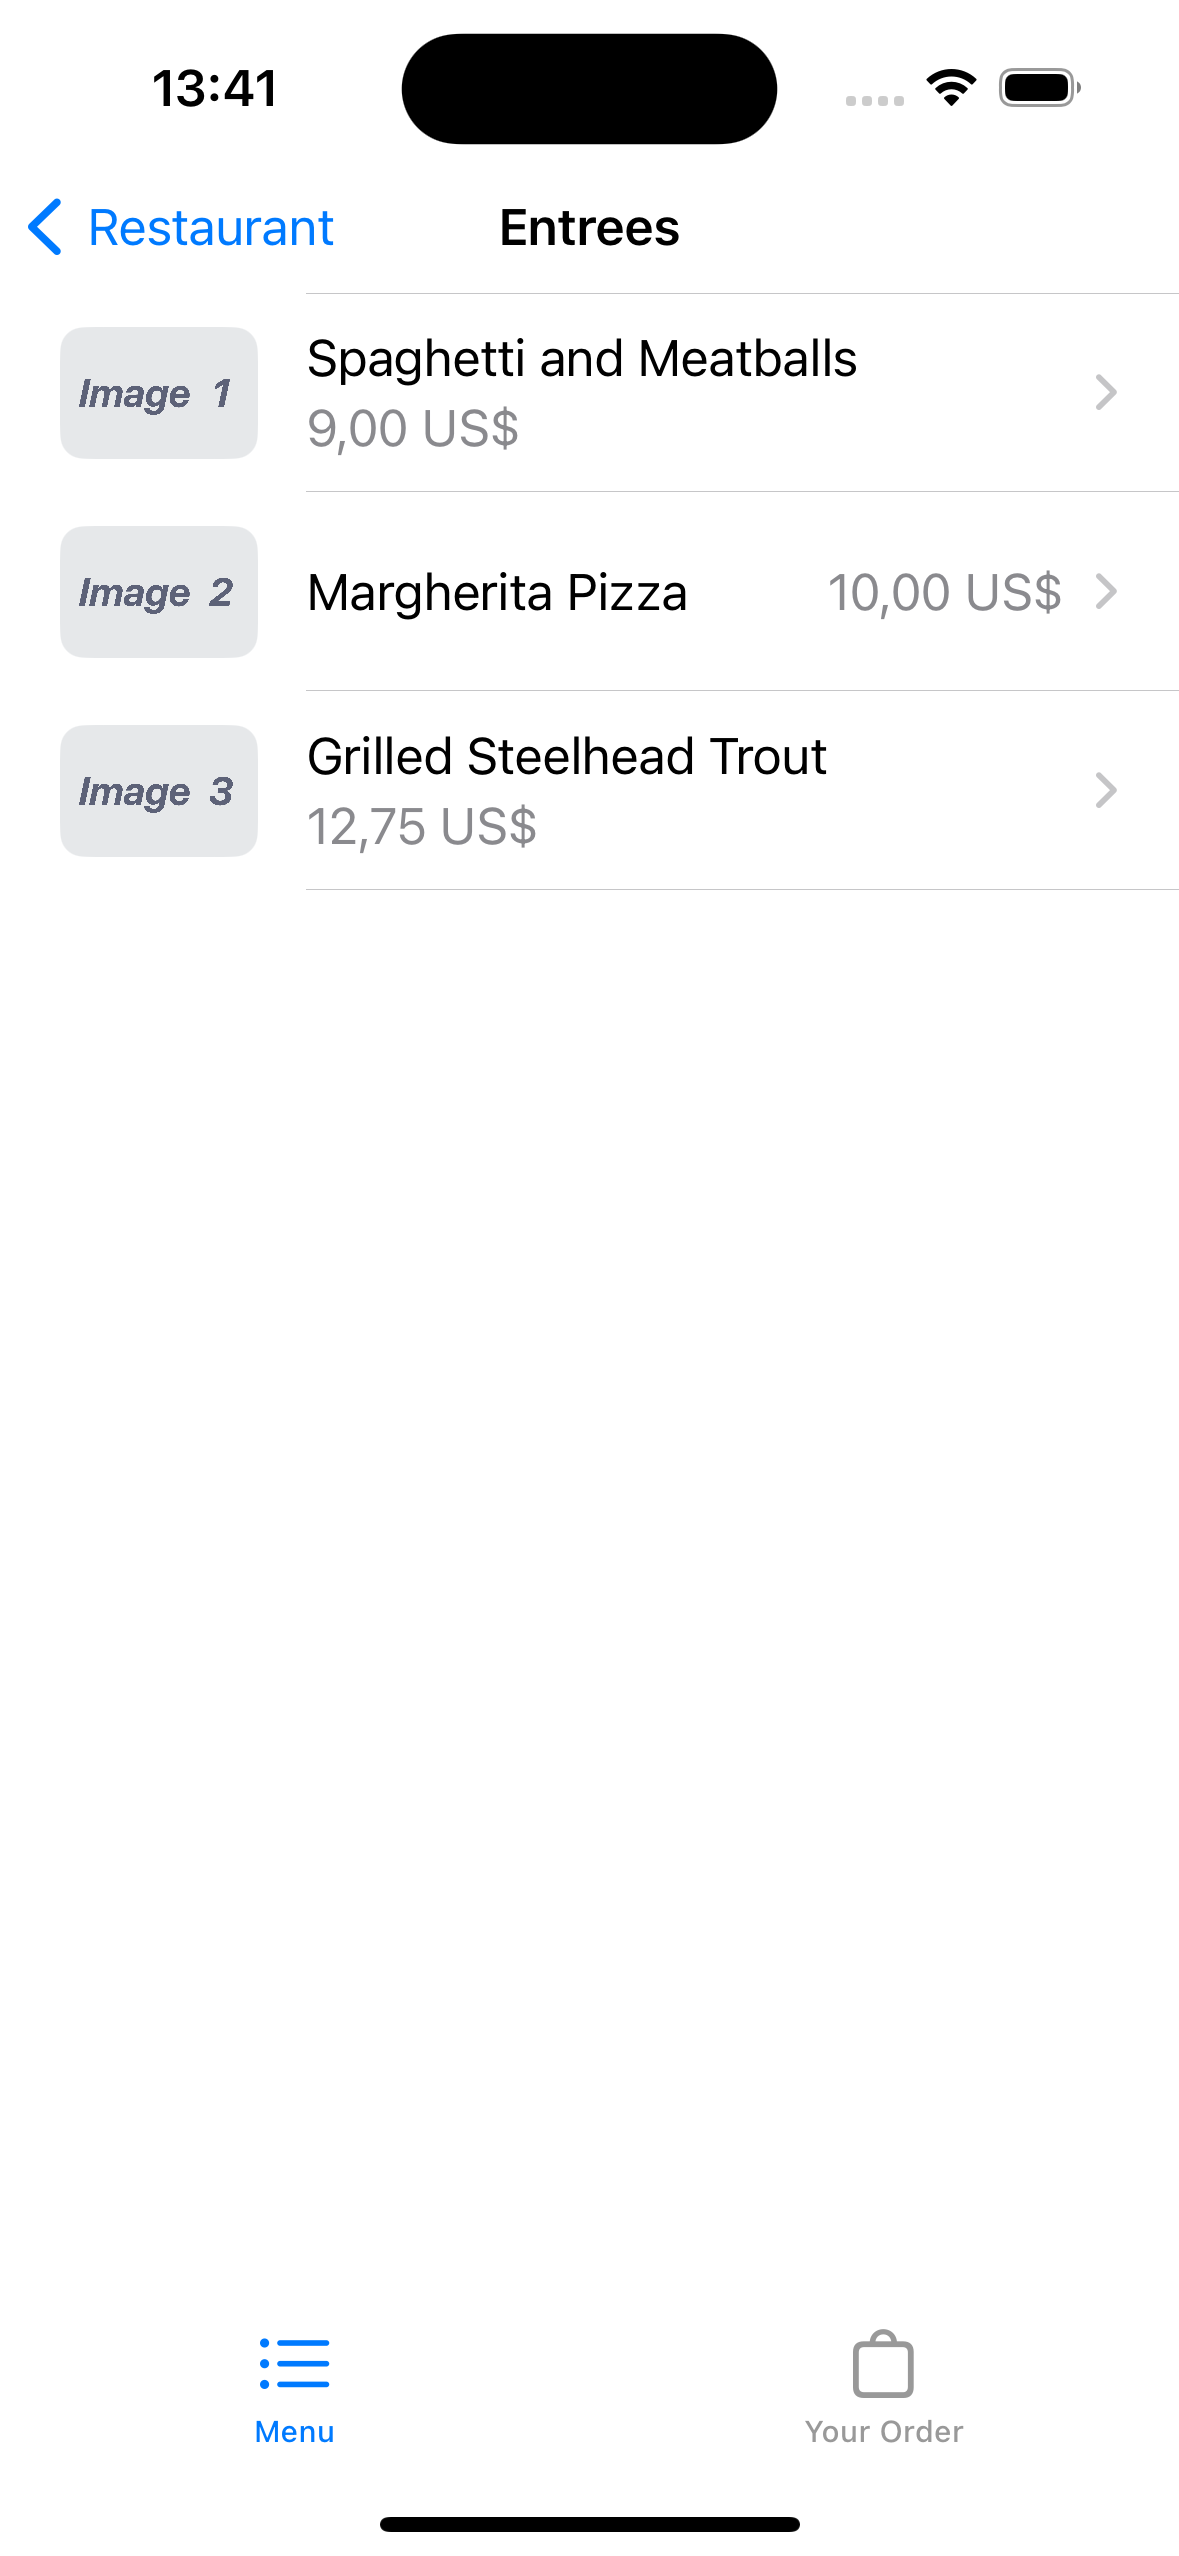 13:41
Restaurant
Entrees
Image 1
Spaghetti and Meatballs
9,00 US$
Image 2
Margherita Pizza
10,00 US$
Image 3
Grilled Steelhead Trout
12,75 US$
Menu
Your Order